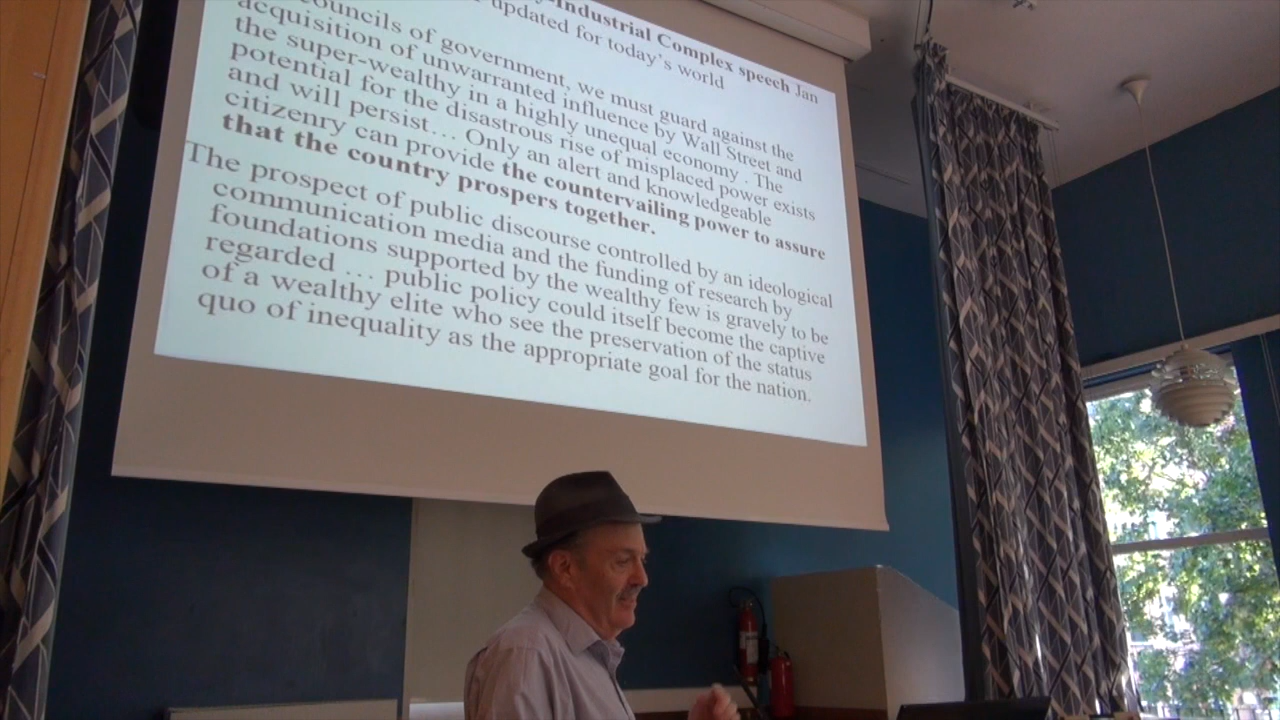 -Industrial Complex speech Jan
updated for today's world
councils of government, we must guard against the
acquisition of unwarranted influence by Wall Street and
the super-wealthy in a highly unequal economy . The
potential for the disastrous rise of misplaced power exists
and will persist… Only an alert and knowledgeable
citizenry can provide the countervailing power to assure
that the country prospers together.
The prospect of public discourse controlled by an ideological
communication media and the funding of research by
foundations supported by the wealthy few is gravely to be
regarded … public policy could itself become the captive
of a wealthy elite who see the preservation of the status
quo of inequality as the appropriate goal for the nation.